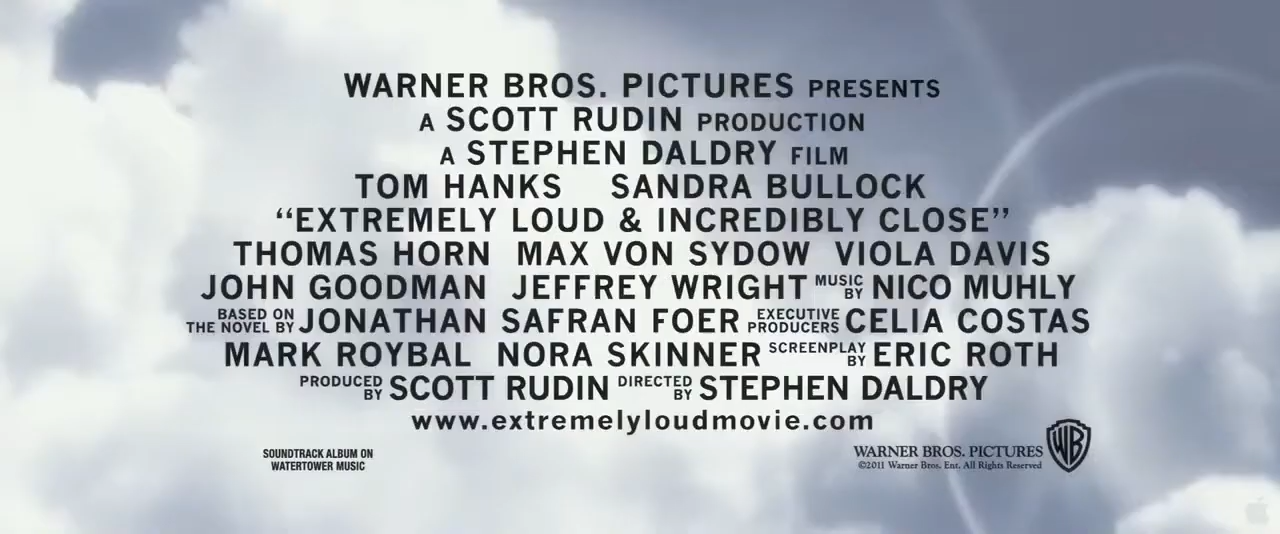 WARNER BROS. PICTURES PRESENTS
A SCOTT RUDIN PRODUCTION
A STEPHEN DALDRY FILM
TOM HANKS SANDRA BULLOCK
“EXTREMELY LOUD & INCREDIBLY CLOSE”
THOMAS HORN MAX VON SYDOW VIOLA DAVIS
JOHN GOODMAN JEFFREY WRIGHT MUSIC BY NICO MUHLY
BASED ON THE NOVEL BY JONATHAN SAFRAN FOER EXECUTIVE PRODUCERS CELIA COSTAS
MARK ROYBAL NORA SKINNER SCREENPLAY BY ERIC ROTH
PRODUCED BY SCOTT RUDIN DIRECTED BY STEPHEN DALDRY
www.extremelyloudmovie.com
SOUNDTRACK ALBUM ON
WATERTOWER MUSIC
WARNER BROS. PICTURES
©2011 Warner Bros. Ent. All Rights Reserved
WB